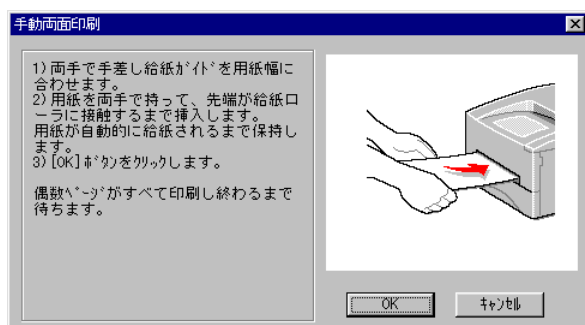 手動両面印刷
1)両手で手差し給紙ｶﾞｲﾄﾞを用紙幅に
合わせます。
2)用紙を両手で持って、先端が給紙ロ
ーラに接触するまで挿入します。
用紙が自動的に給紙されるまで保持し
ます。
3)[OK]ﾎﾞﾀﾝをｸﾘｯｸします。
偶数ﾍﾟｰｼﾞがすべて印刷し終わるまで
待ちます。
OK
ｷｬﾝｾﾙ